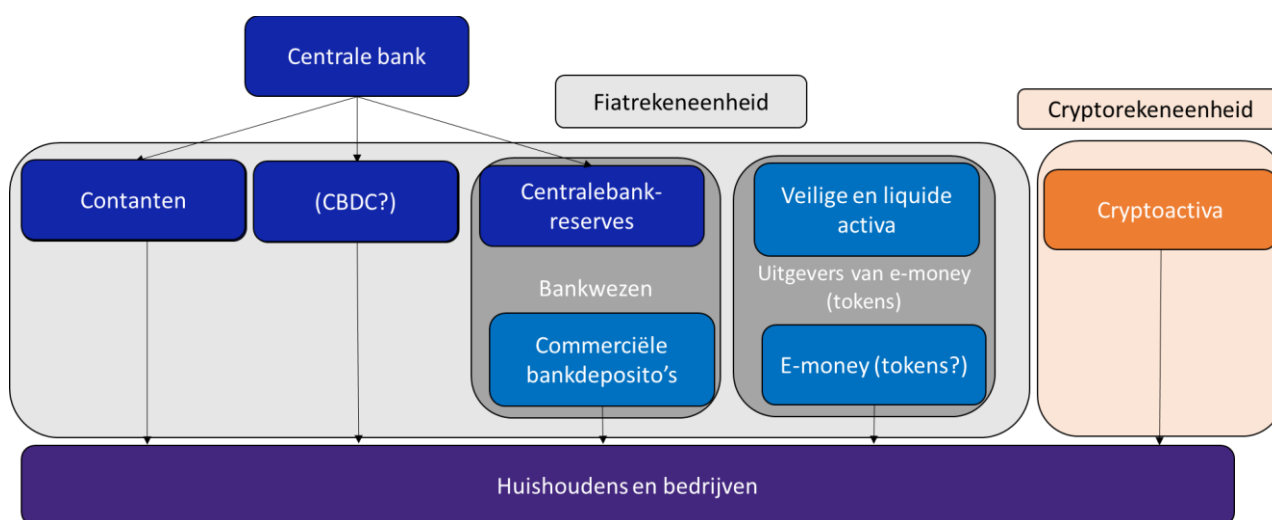 Centrale bank
Fiatrekeneenheid
Cryptorekeneenheid
Contanten
(CBDC?)
Centralebank-
reserves
Veilige en liquide
activa
Cryptoactiva
Bankwezen
Uitgevers van e-money
(tokens)
Commerciële
bankdeposito's
E-money (tokens?)
Huishoudens en bedrijven